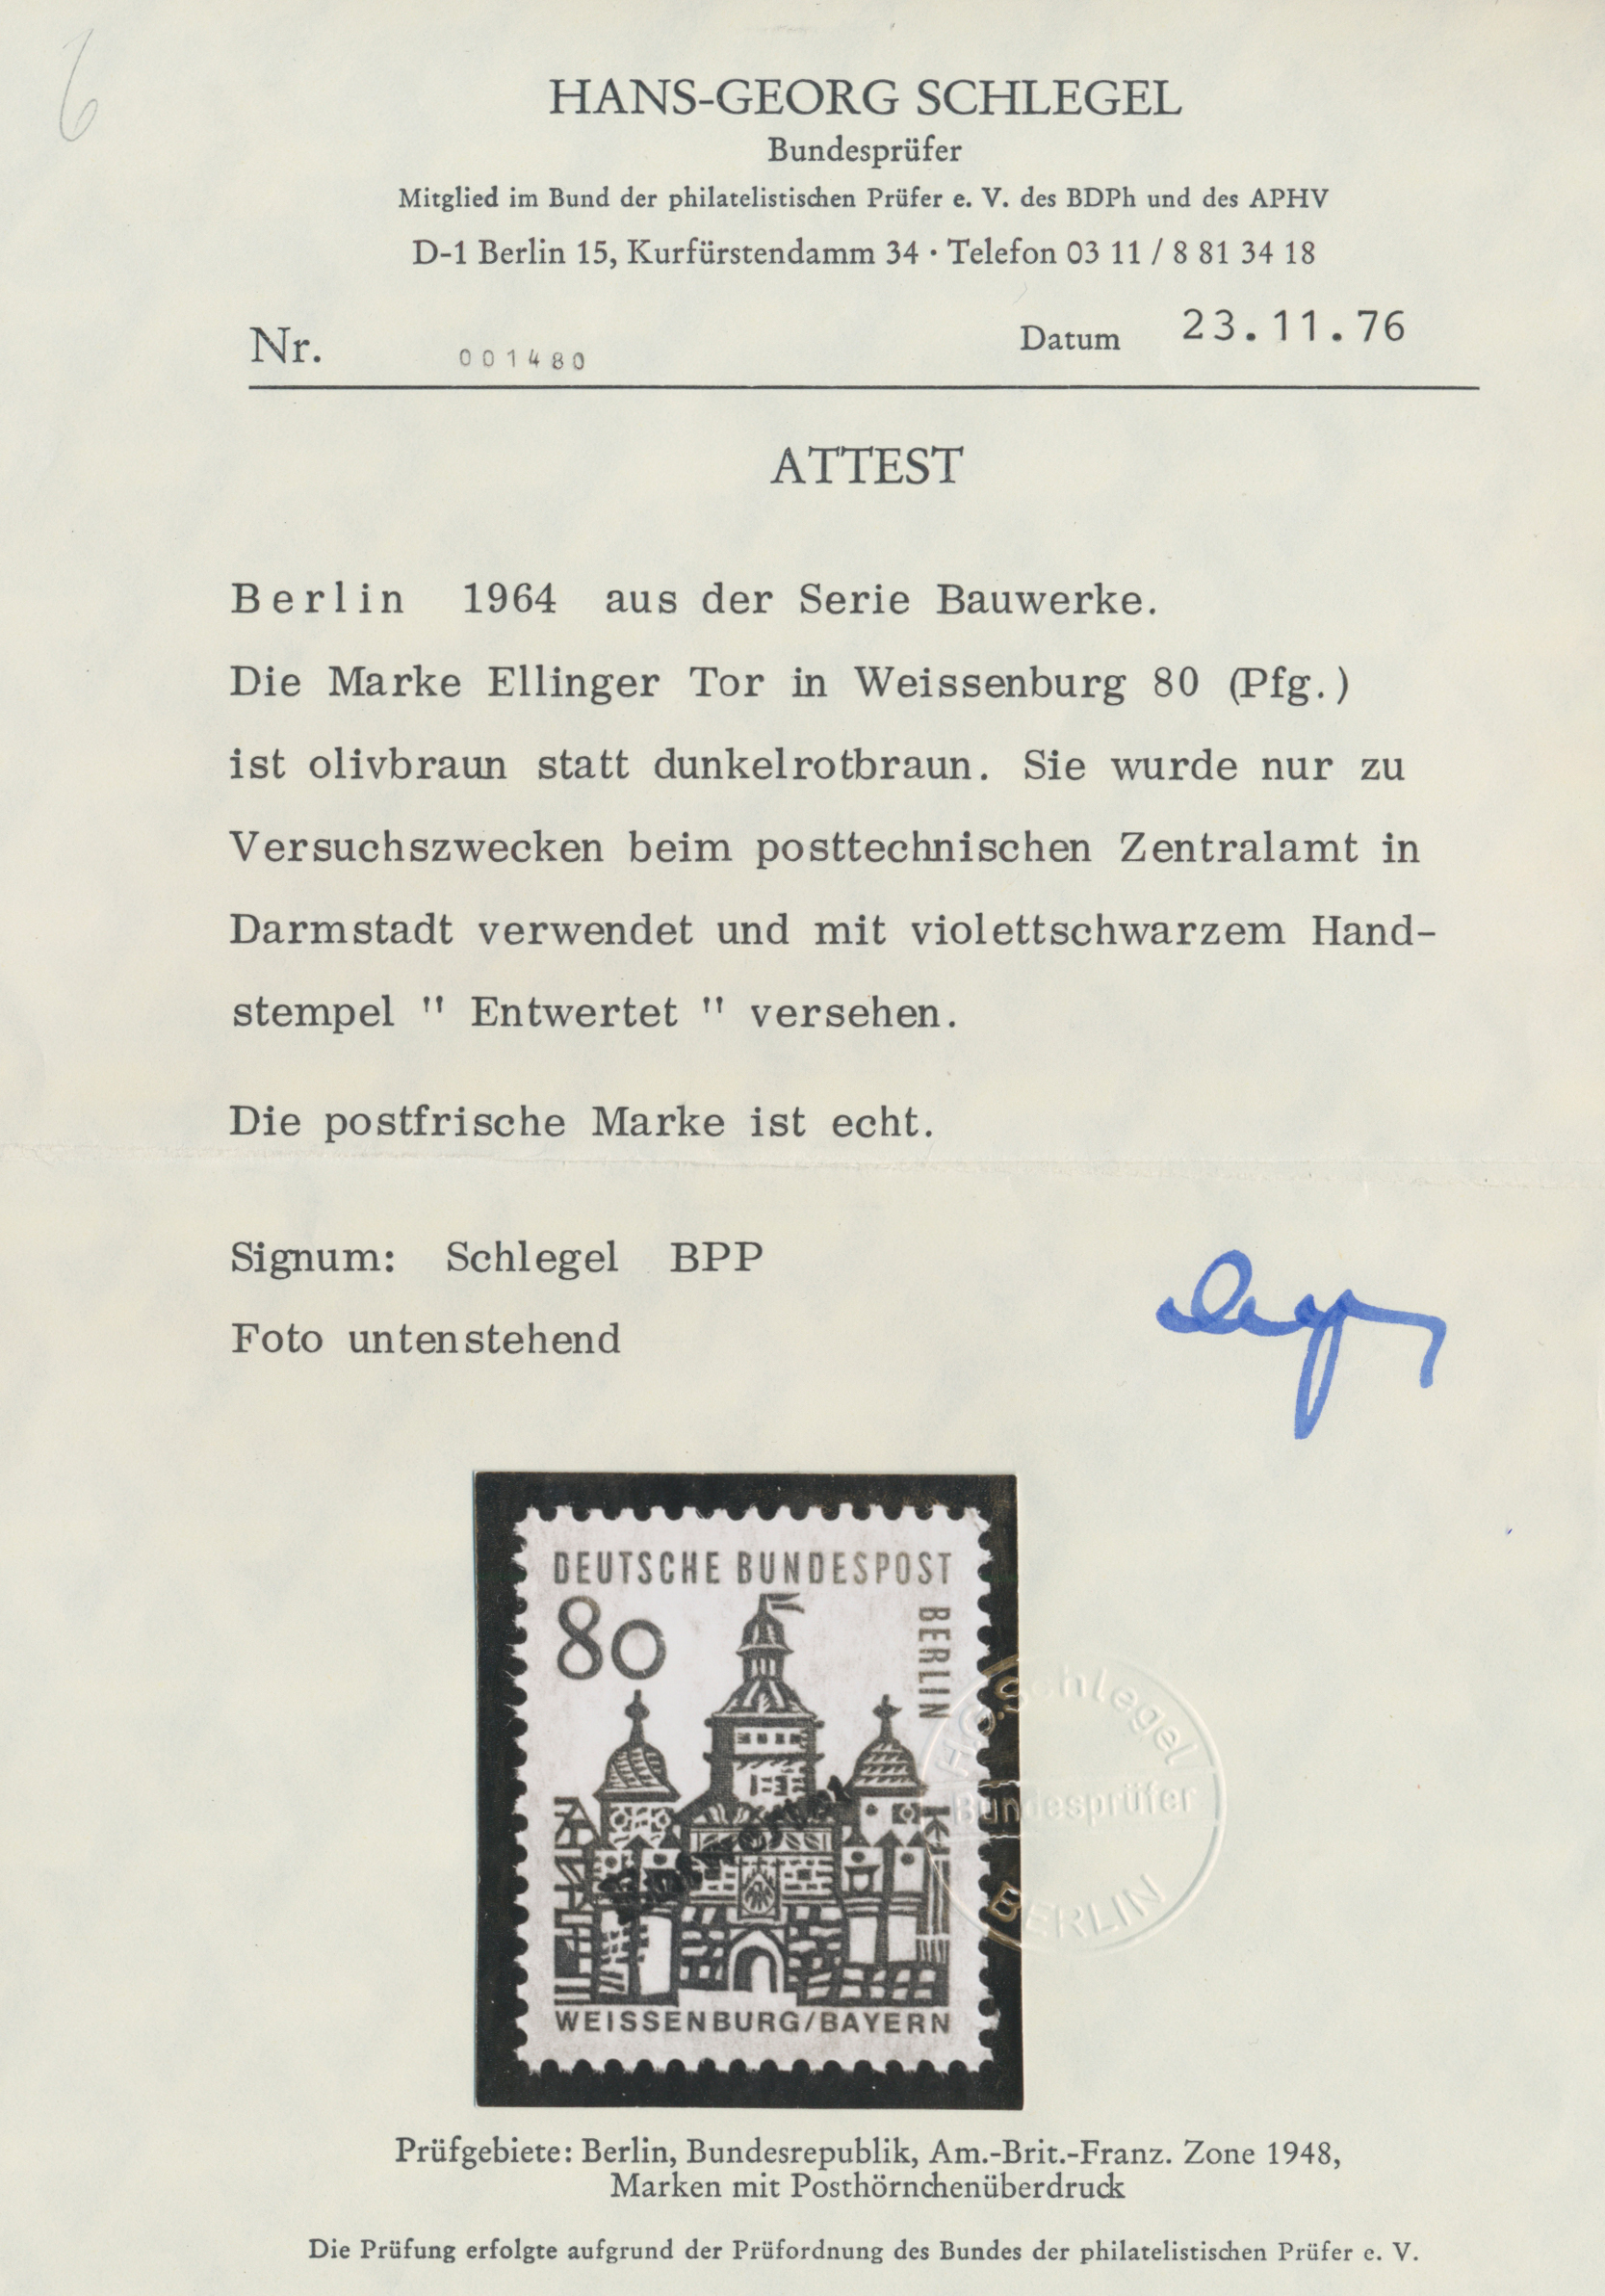 6
HANS-GEORG SCHLEGEL
Bundesprüfer
Mitglied im Bund der philatelistischen Prüfer e. V. des BDPh und des APHV
D-1 Berlin 15, Kurfürstendamm 34 · Telefon 03 11 / 8 81 34 18
Nr. 001480 Datum 23.11.76
ATTEST
Berlin 1964 aus der Serie Bauwerke.
Die Marke Ellinger Tor in Weissenburg 80 (Pfg.)
ist olivbraun statt dunkelrotbraun. Sie wurde nur zu
Versuchszwecken beim posttechnischen Zentralamt in
Darmstadt verwendet und mit violettschwarzem Hand-
stempel " Entwertet " versehen.
Die postfrische Marke ist echt.
Signum: Schlegel BPP
Foto untenstehend
DEUTSCHE BUNDESPOST
80
BERLIN
Entwertet
WEISSENBURG/BAYERN
H.G. Schlegel
Bundesprüfer
BERLIN
Prüfgebiete: Berlin, Bundesrepublik, Am.-Brit.-Franz. Zone 1948,
Marken mit Posthörnchenüberdruck
Die Prüfung erfolgte aufgrund der Prüfordnung des Bundes der philatelistischen Prüfer e. V.